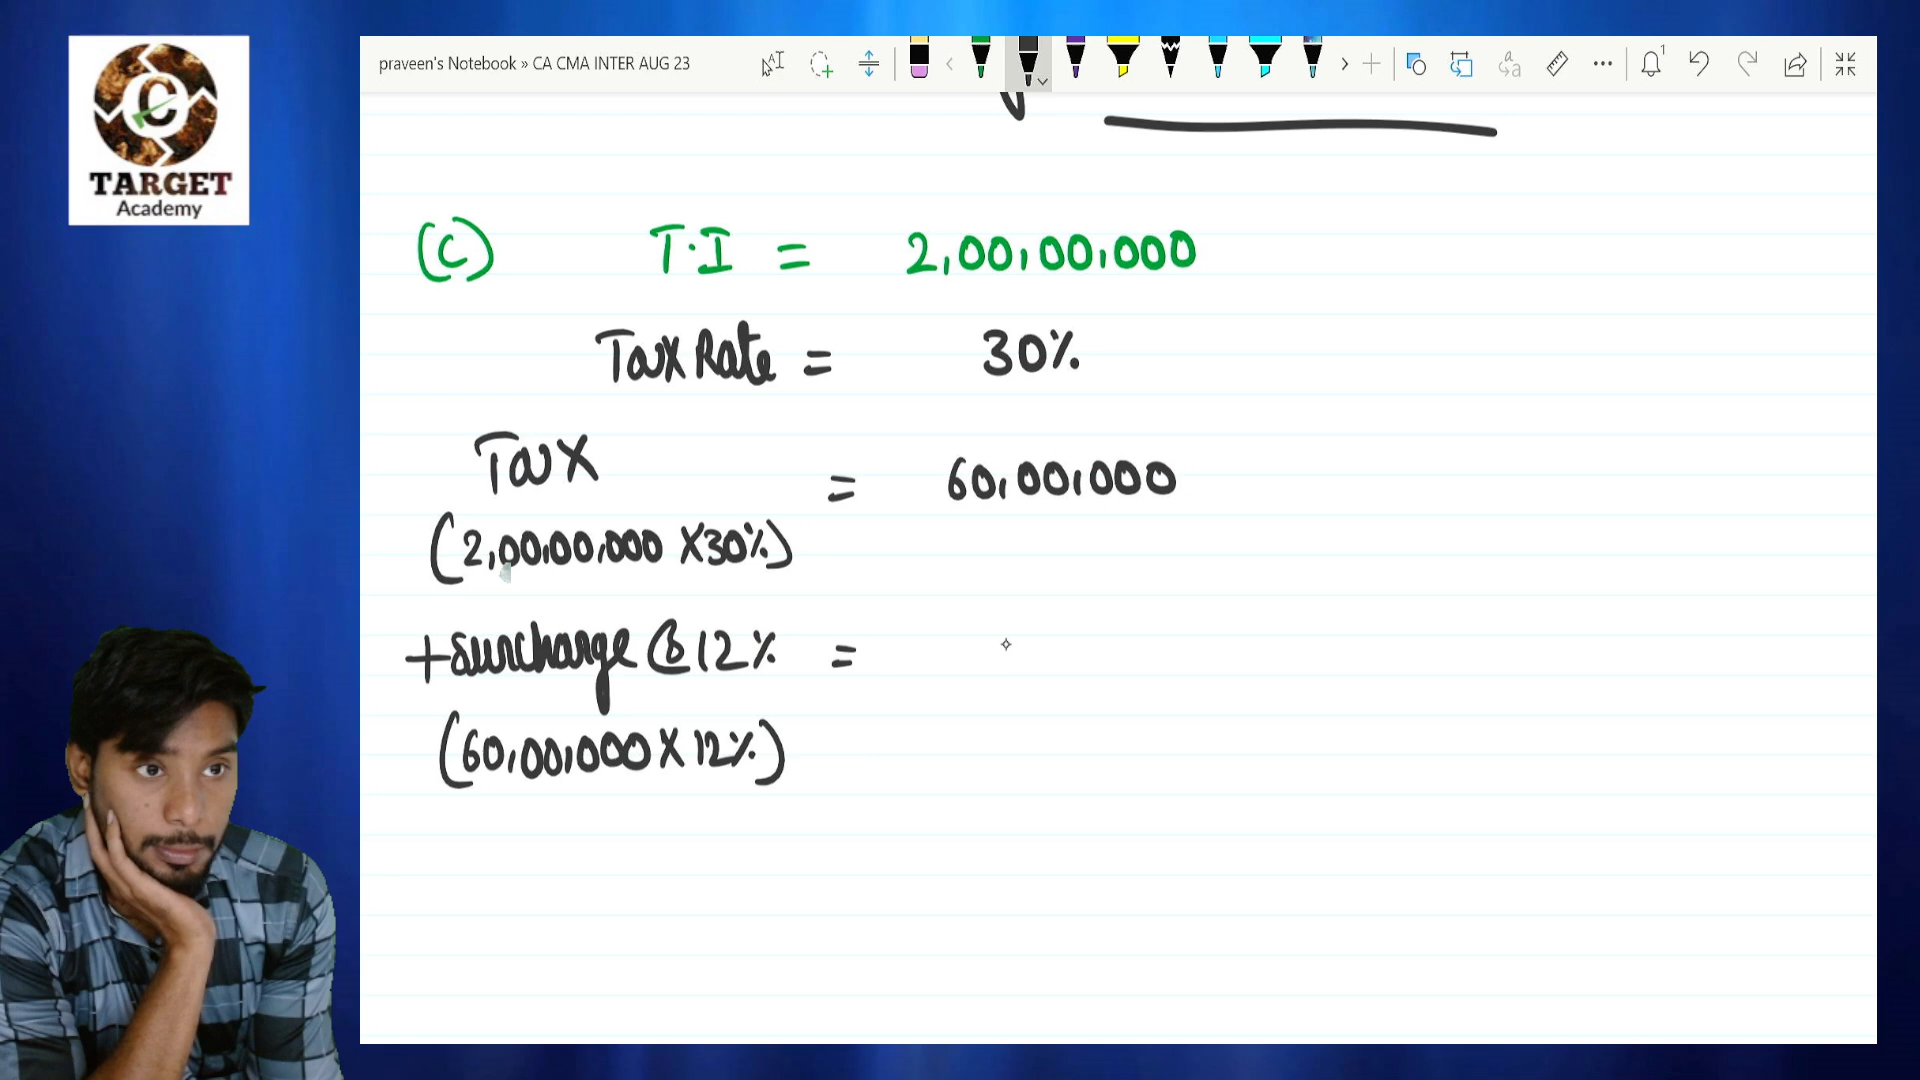 TARGET
Academy
praveen's Notebook » CA CMA INTER AUG 23
(C) T.I = 2,00,00,000
Tax Rate = 30%
Tax = 60,00,000
(2,00,00,000 X 30%)
+ Surcharge @ 12% =
(60,00,000 X 12%)